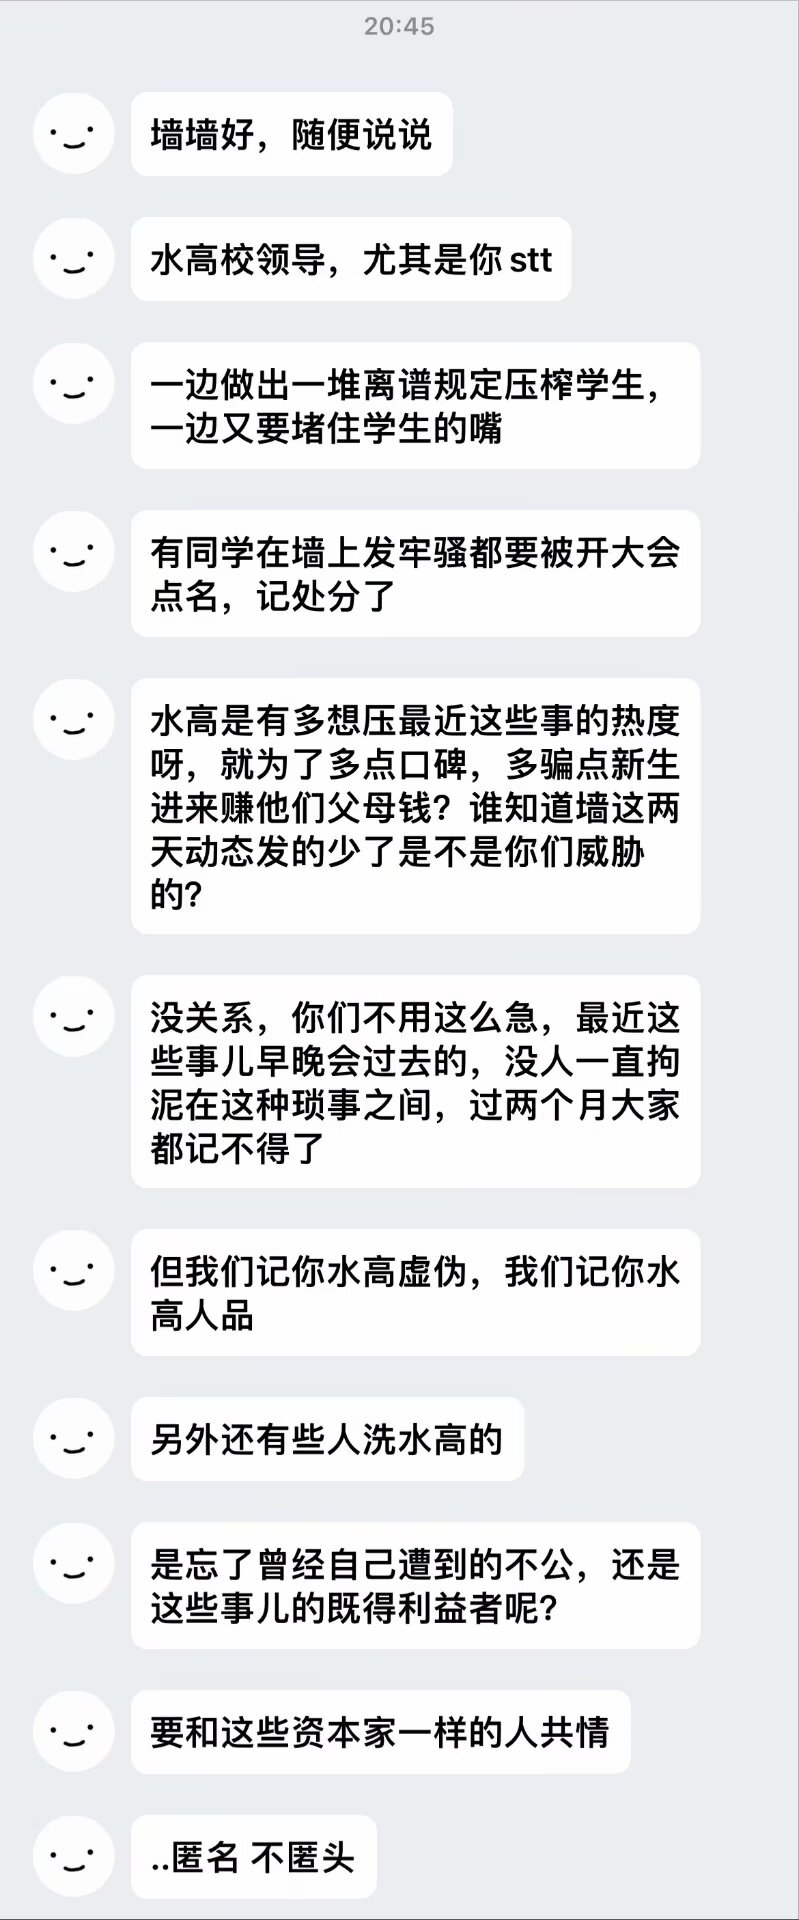 20:45
墙墙好，随便说说
水高校领导，尤其是你stt
一边做出一堆离谱规定压榨学生，
一边又要堵住学生的嘴
有同学在墙上发牢骚都要被开大会
点名，记处分了
水高是有多想压最近这些事的热度
呀，就为了多点口碑，多骗点新生
进来赚他们父母钱？谁知道墙这两
天动态发的少了是不是你们威胁
的？
没关系，你们不用这么急，最近这
些事儿早晚会过去的，没人一直拘
泥在这种琐事之间，过两个月大家
都记不得了
但我们记你水高虚伪，我们记你水
高人品
另外还有些人洗水高的
是忘了曾经自己遭到的不公，还是
这些事儿的既得利益者呢？
要和这些资本家一样的人共情
..匿名 不匿头